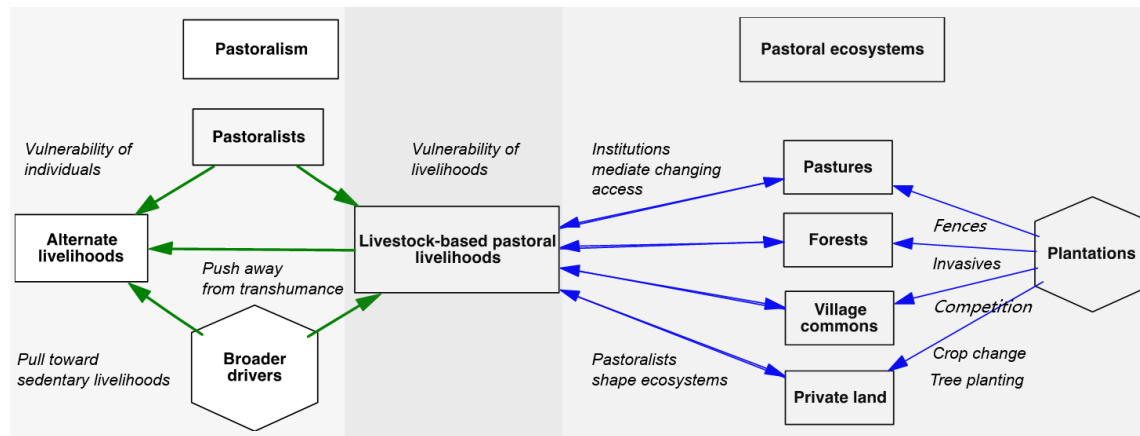 Pastoralism
Pastoral ecosystems
Pastoralists
Vulnerability of
individuals
Vulnerability of
livelihoods
Institutions
mediate changing
access
Pastures
Alternate
livelihoods
Livestock-based pastoral
livelihoods
Forests
Fences
Plantations
Invasives
Push away
from transhumance
Village
commons
Competition
Pull toward
sedentary livelihoods
Broader
drivers
Pastoralists
shape ecosystems
Private land
Crop change
Tree planting